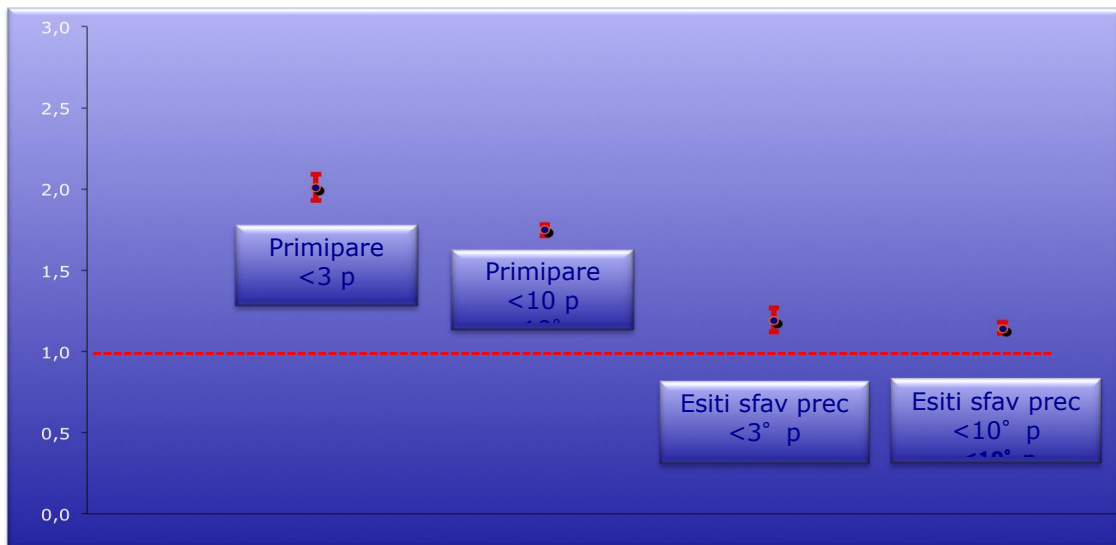 3,0
2,5
2,0
1,5
1,0
0,5
0,0
Primipare
<3 p
Primipare
<10 p
Esiti sfav prec
<3° p
Esiti sfav prec
<10° p
<10° p